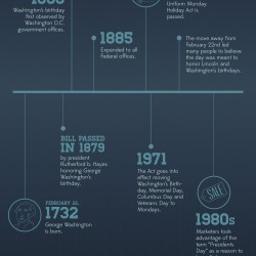 Washington's birthday
first observed by
Washington D.C.
government offices.
1885
Expanded to all
Federal offices.
Uniform Monday
Holiday Act is
passed.
The move away from
February 22nd led
many people to believe
the day was meant to
honor Lincoln and
Washington's birthdays.
BILL PASSED
IN 1879
by president
Rutherford b. Hayes
honoring George
Washington's
birthday.
1971
The Act goes into
effect moving
Washington's Birth-
day, Memorial Day,
Columbus Day and
Veterans Day to
Mondays.
FEBRUARY 22,
1732
George Washington
is born.
SALE
1980s
Marketers took
advantage of the
term "Presidents
Day" as a reason to